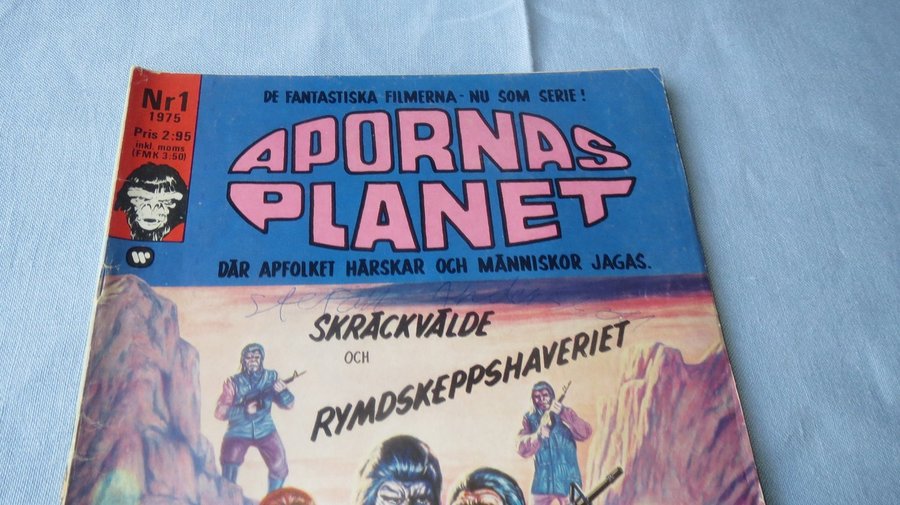 Nr1
1975
Pris 2:95
inkl. moms
(FMK 3.50)
DE FANTASTISKA FILMERNA - NU SOM SERIE!
APORNAS
PLANET
DÄR APFOLKET HÄRSKAR OCH MÄNNISKOR JAGAS.
SKRÄCKVÄLDE
OCH
RYMDSKEPPSHAVERIET